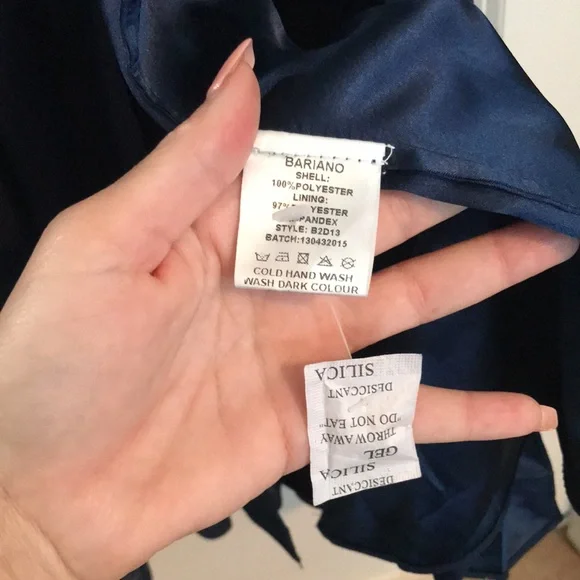 BARIANO
SHELL:
100%POLYESTER
LINING:
97% YESTER
PANDEX
STYLE: B2D13
BATCH:130432015
COLD HAND WASH
WASH DARK COLOUR
DESICCANT
SILICA
GEL
THROW AWAY
"DO NOT EAT"
DESICCANT
SILICA